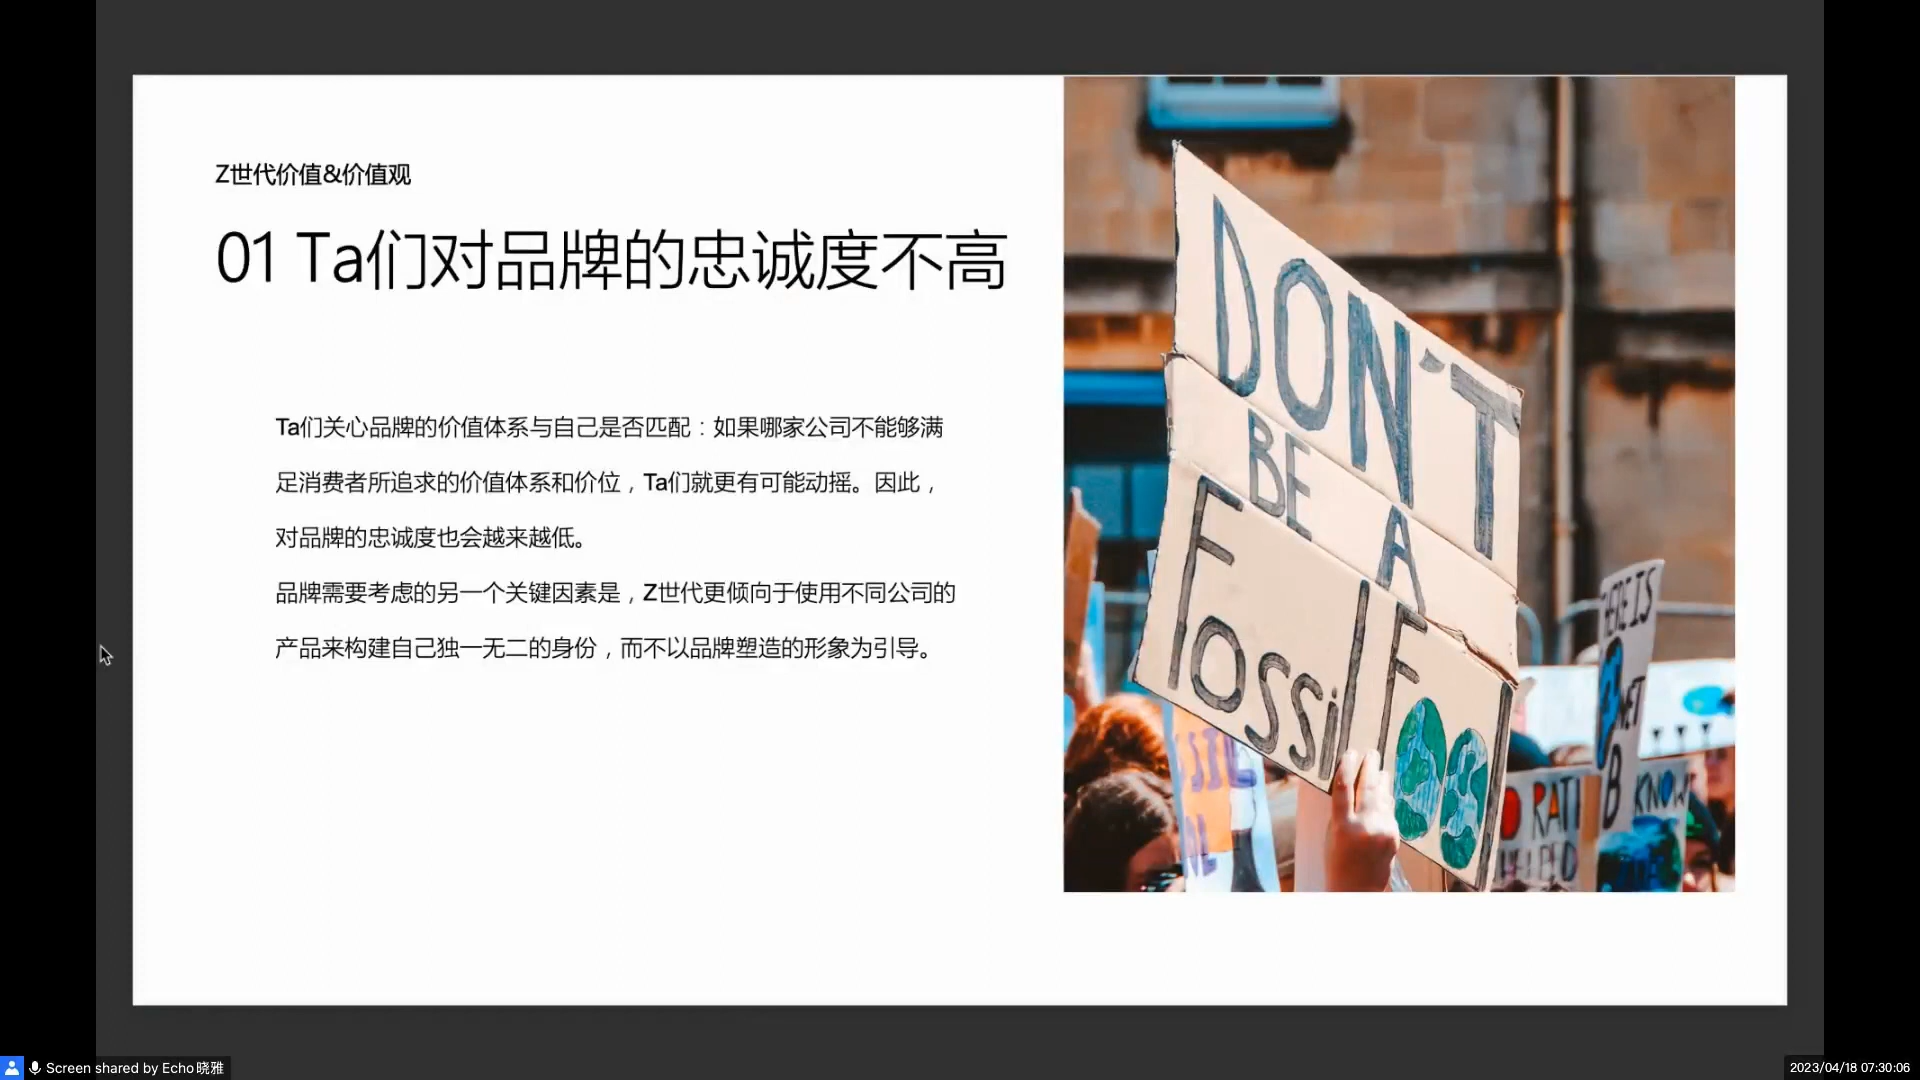 Z世代价值&价值观
01 Ta们对品牌的忠诚度不高
Ta们关心品牌的价值体系与自己是否匹配：如果哪家公司不能够满
足消费者所追求的价值体系和价位，Ta们就更有可能动摇。因此，
对品牌的忠诚度也会越来越低。
品牌需要考虑的另一个关键因素是，Z世代更倾向于使用不同公司的
产品来构建自己独一无二的身份，而不以品牌塑造的形象为引导。
DON'T
BE A
Fossil Fool
THERE IS
B
KNOW
Screen shared by Echo晓雅
2023/04/18 07:30:06